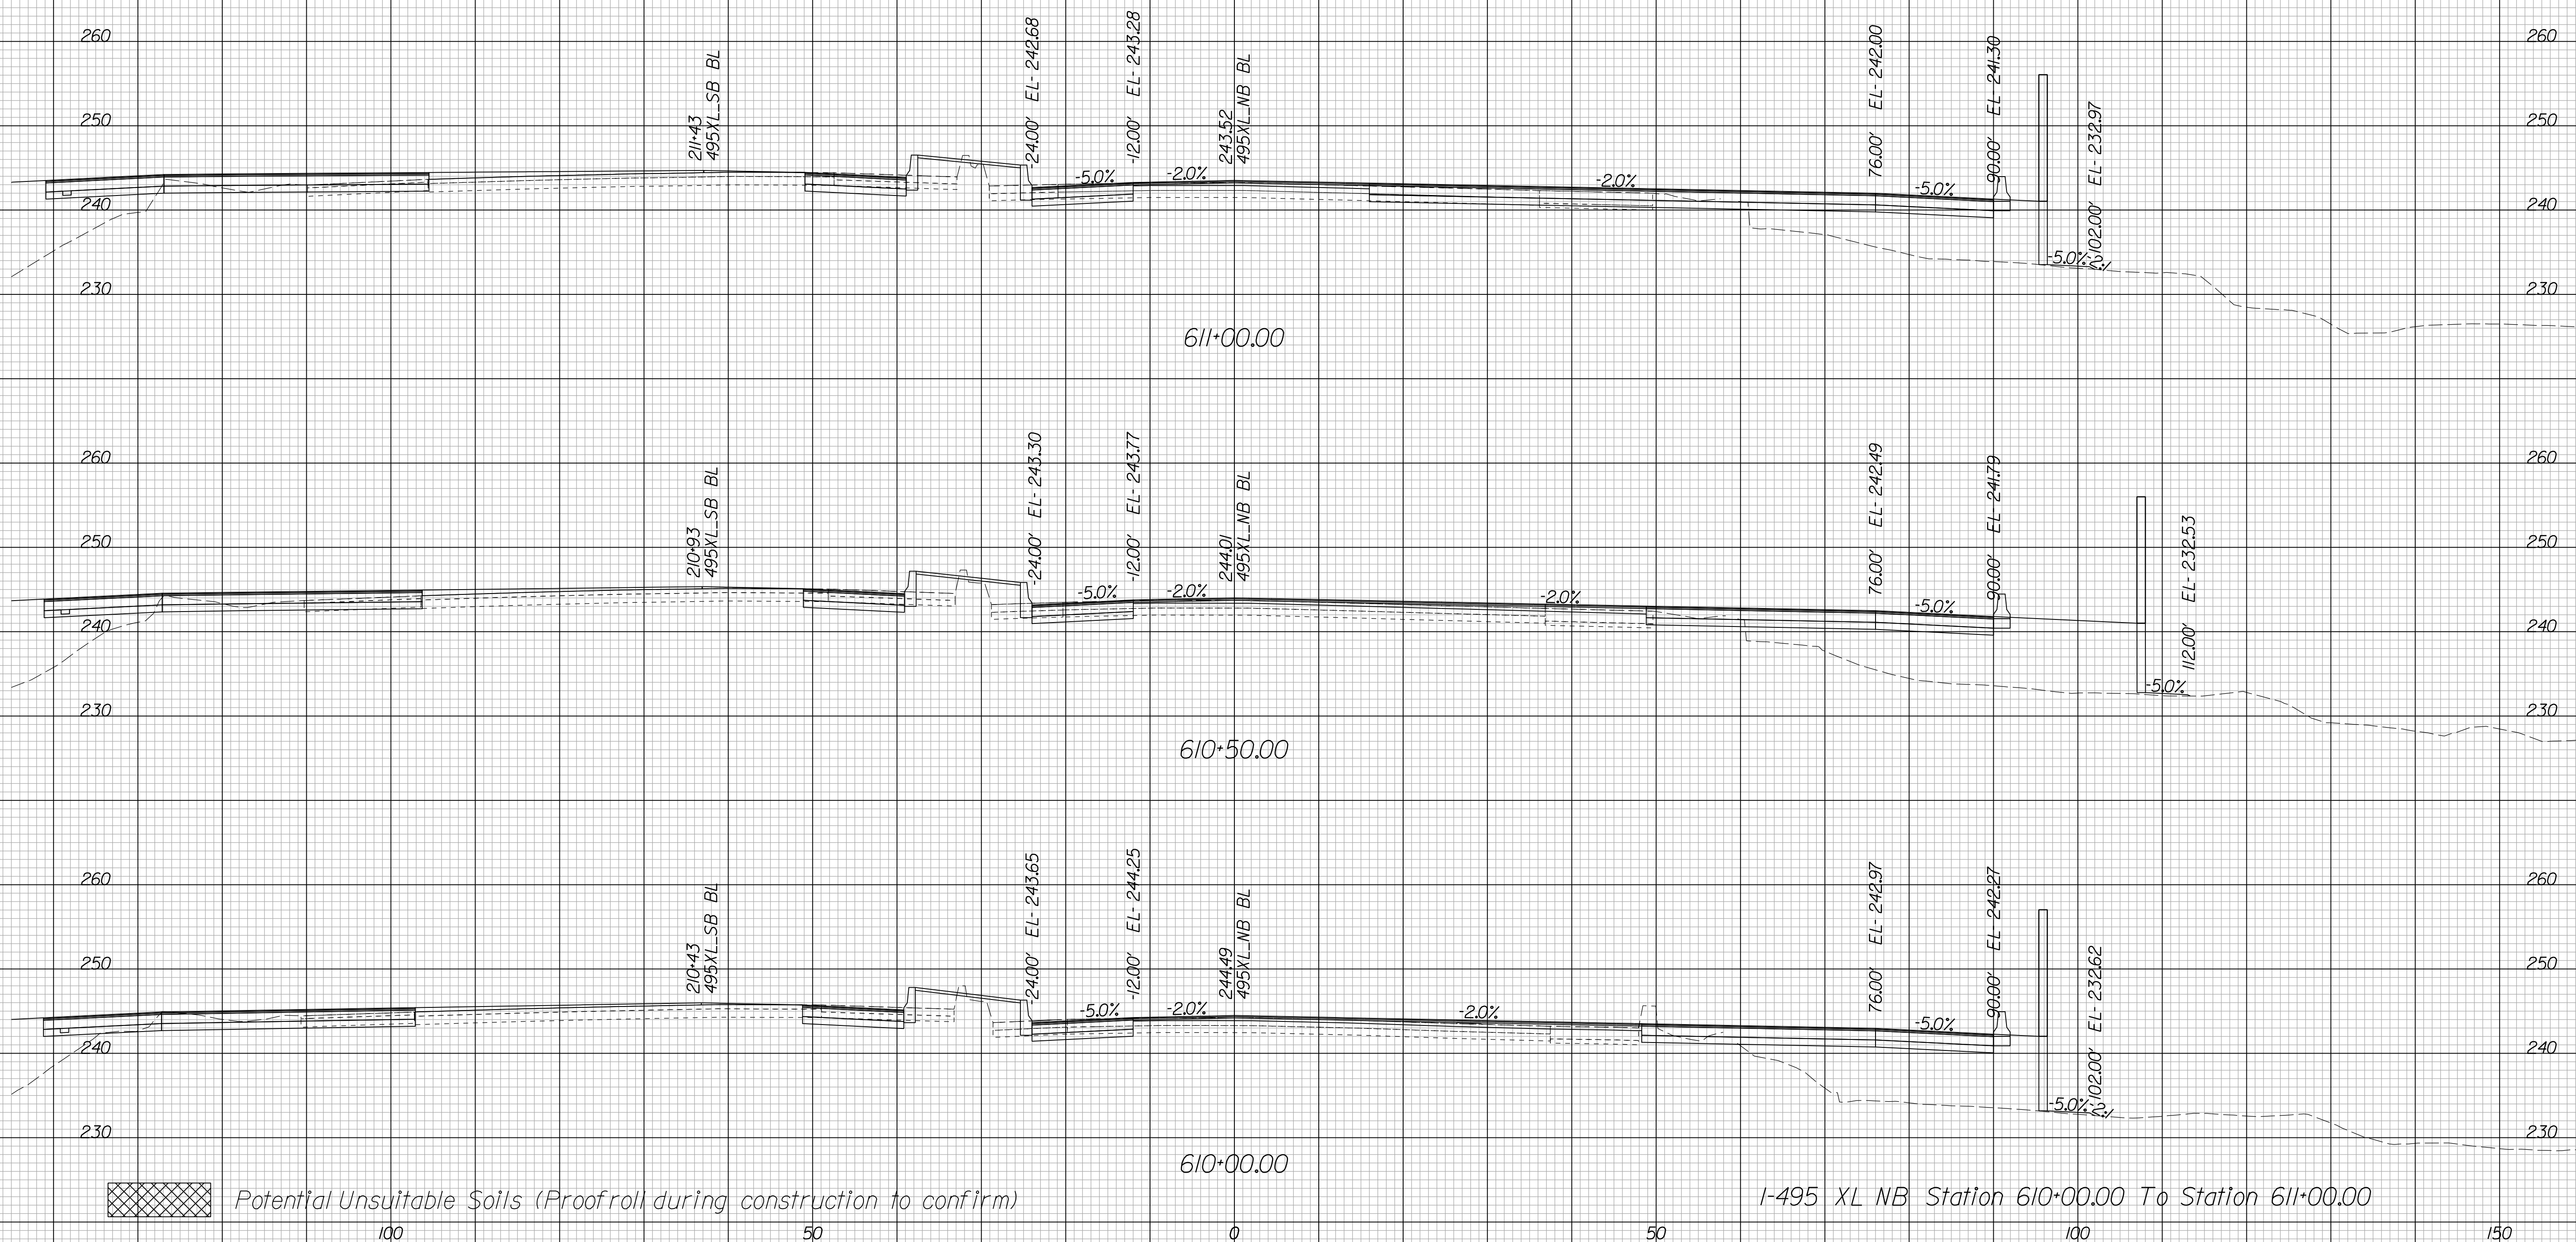 260 260
211+43
495XL_SB BL
-24.00' EL- 242.68
-12.00' EL- 243.28
243.52
495XL_NB BL
76.00' EL- 242.00
90.00' EL- 241.30
102.00' EL- 232.97
250 250
-5.0% -2.0% -2.0% -5.0%
240 240
-5.0% -2:1
230 230
611+00.00
260 260
210+93
495XL_SB BL
-24.00' EL- 243.30
-12.00' EL- 243.77
244.01
495XL_NB BL
76.00' EL- 242.49
90.00' EL- 241.79
112.00' EL- 232.53
250 250
-5.0% -2.0% -2.0% -5.0%
240 240
-5.0%
230 230
610+50.00
260 260
210+43
495XL_SB BL
-24.00' EL- 243.65
-12.00' EL- 244.25
244.49
495XL_NB BL
76.00' EL- 242.97
90.00' EL- 242.27
102.00' EL- 232.62
250 250
-5.0% -2.0% -2.0% -5.0%
240 240
-5.0% -2:1
230 230
610+00.00
Potential Unsuitable Soils (Proofroll during construction to confirm)
I-495 XL NB Station 610+00.00 To Station 611+00.00
100 50 0 50 100 150